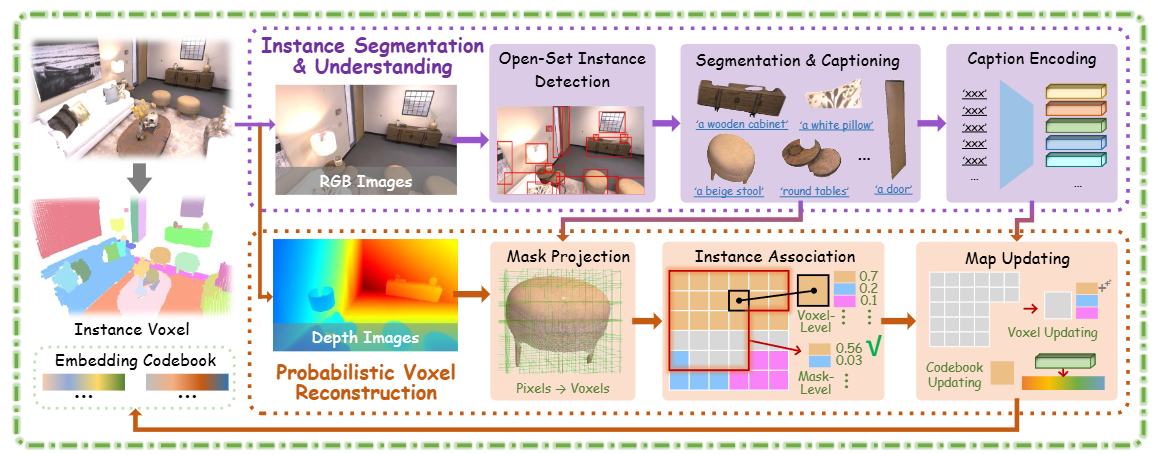 Instance Segmentation
& Understanding
RGB Images
Open-Set Instance
Detection
Segmentation & Captioning
'a wooden cabinet'
'a white pillow'
'a beige stool'
'round tables'
...
'a door'
Caption Encoding
'xxx'
'xxx'
'xxx'
'xxx'
'xxx'
...
...
Instance Voxel
Embedding Codebook
...
...
Depth Images
Probabilistic Voxel
Reconstruction
Mask Projection
Pixels → Voxels
Instance Association
0.7
0.2
0.1
Voxel-
Level
0.56
0.03
√
Mask-
Level
Map Updating
Voxel Updating
Codebook
Updating